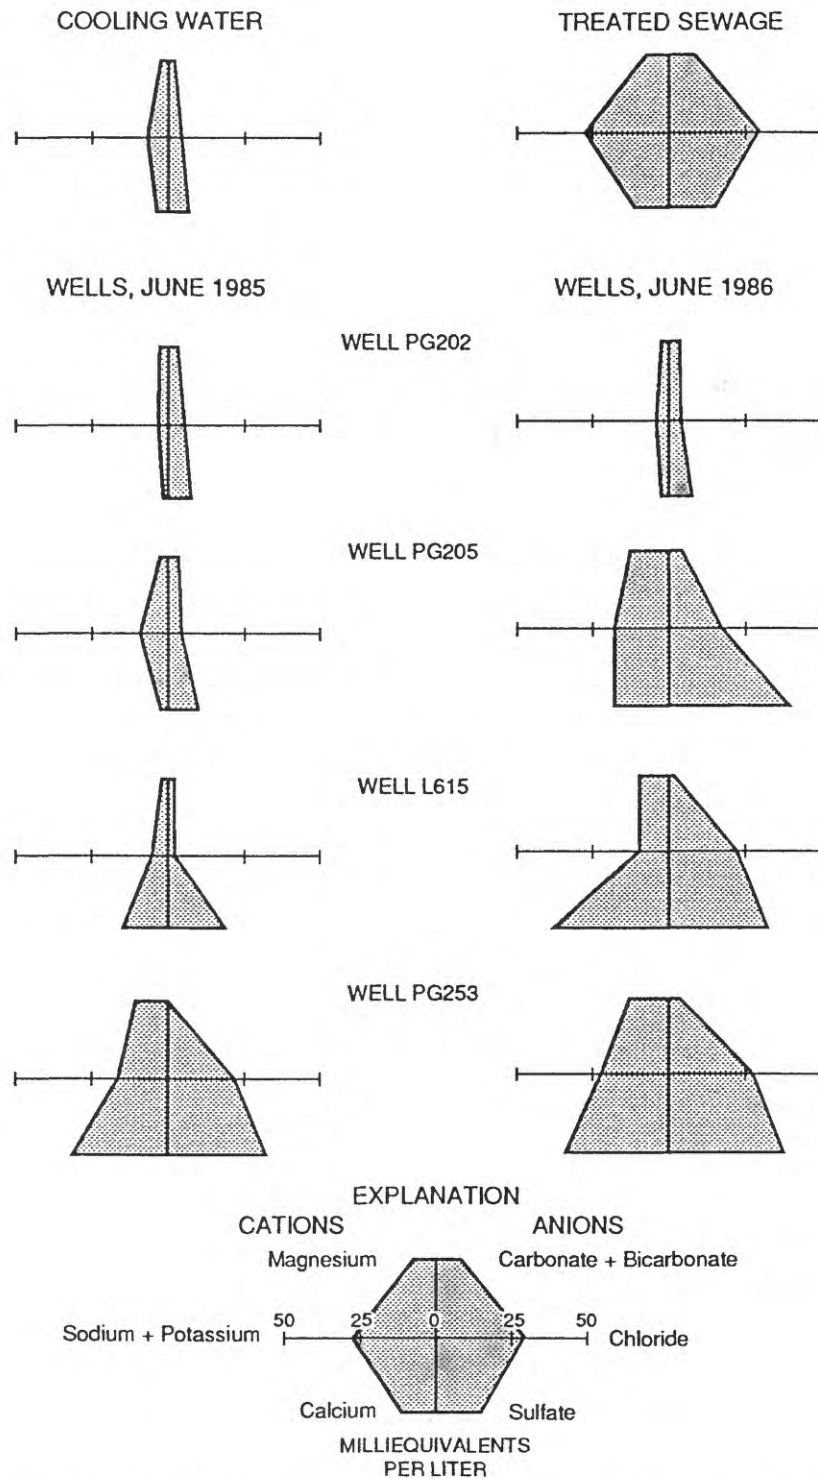 COOLING WATER
TREATED SEWAGE
WELLS, JUNE 1985
WELLS, JUNE 1986
WELL PG202
WELL PG205
WELL L615
WELL PG253
EXPLANATION
CATIONS
ANIONS
Magnesium
Carbonate + Bicarbonate
50 25 0 25 50
Sodium + Potassium
Chloride
Calcium
Sulfate
MILLIEQUIVALENTS
PER LITER